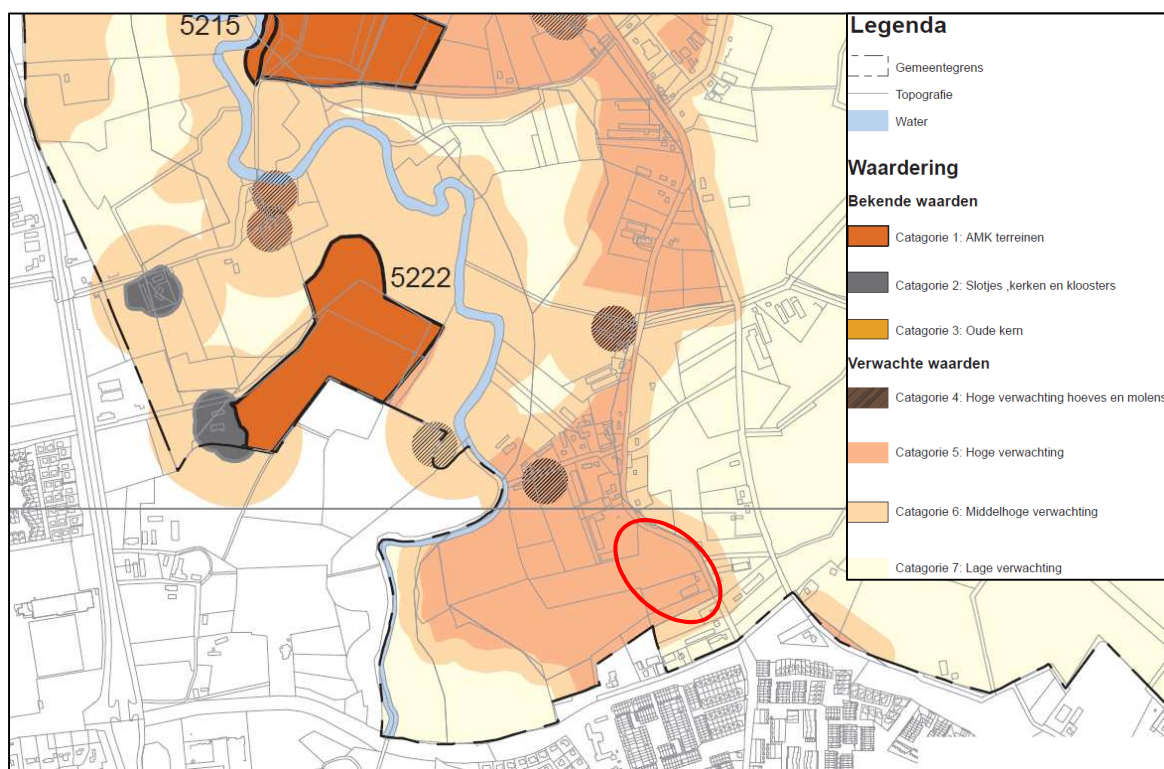 5215
5222
Legenda
Gemeentegrens
Topografie
Water
Waardering
Bekende waarden
Catagorie 1: AMK terreinen
Catagorie 2: Slotjes ,kerken en kloosters
Catagorie 3: Oude kern
Verwachte waarden
Catagorie 4: Hoge verwachting hoeves en molens
Catagorie 5: Hoge verwachting
Catagorie 6: Middelhoge verwachting
Catagorie 7: Lage verwachting